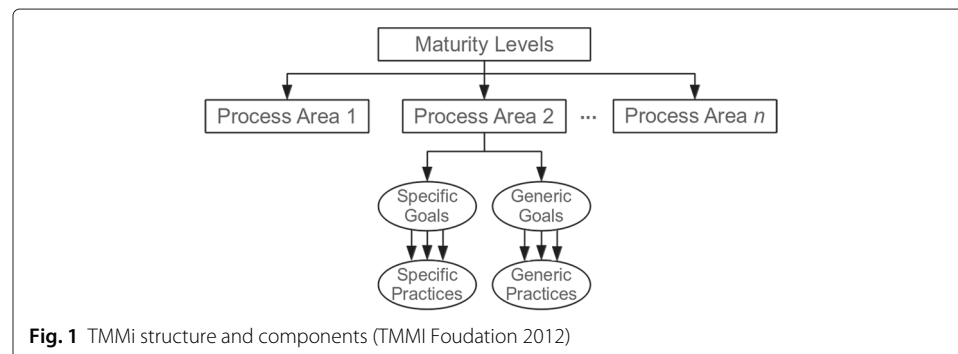 Maturity Levels
Process Area 1
Process Area 2
...
Process Area n
Specific
Goals
Generic
Goals
Specific
Practices
Generic
Practices
Fig. 1 TMMi structure and components (TMMI Foudation 2012)